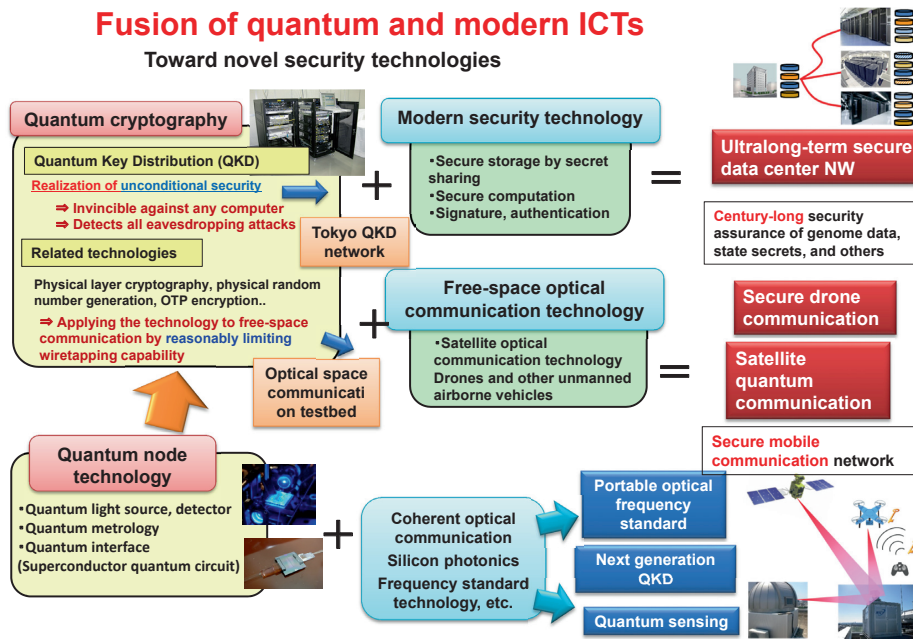 Fusion of quantum and modern ICTs
Toward novel security technologies
Quantum cryptography
Quantum Key Distribution (QKD)
Realization of unconditional security
⇒ Invincible against any computer
⇒ Detects all eavesdropping attacks
Related technologies
Physical layer cryptography, physical random
number generation, OTP encryption..
⇒ Applying the technology to free-space
communication by reasonably limiting
wiretapping capability
Tokyo QKD
network
Optical space
communicati
on testbed
+
Modern security technology
•Secure storage by secret
sharing
•Secure computation
•Signature, authentication
=
Ultralong-term secure
data center NW
Century-long security
assurance of genome data,
state secrets, and others
+
Free-space optical
communication technology
•Satellite optical
communication technology
Drones and other unmanned
airborne vehicles
=
Secure drone
communication
Satellite
quantum
communication
Secure mobile
communication network
Quantum node
technology
•Quantum light source, detector
•Quantum metrology
•Quantum interface
(Superconductor quantum circuit)
+
Coherent optical
communication
Silicon photonics
Frequency standard
technology, etc.
Portable optical
frequency
standard
Next generation
QKD
Quantum sensing